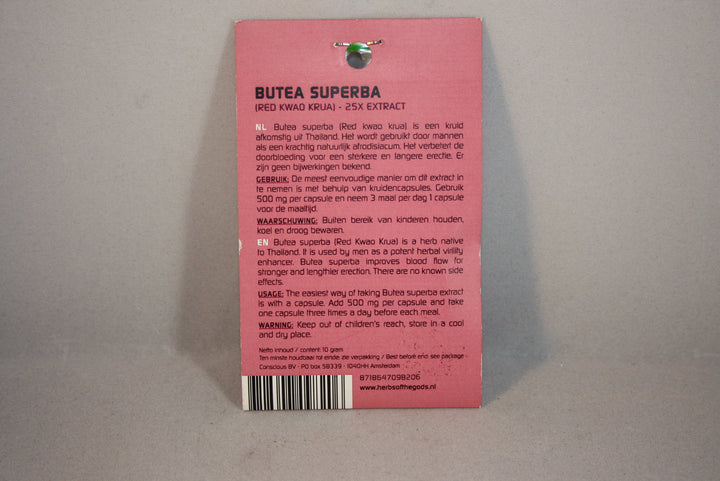 BUTEA SUPERBA
(RED KWAO KRUA) - 25X EXTRACT
NL Butea superba (Red kwao krua) is een kruid
afkomstig uit Thailand. Het wordt gebruikt door mannen
als een krachtig natuurlijk afrodisiacum. Het verbetert de
doorbloeding voor een sterkere en langere erectie. Er
zijn geen bijwerkingen bekend.
GEBRUIK: De meest eenvoudige manier om dit extract in
te nemen is met behulp van kruidencapsules. Gebruik
500 mg per capsule en neem 3 maal per dag 1 capsule
voor de maaltijd.
WAARSCHUWING: Buiten bereik van kinderen houden,
koel en droog bewaren.
EN Butea superba (Red Kwao Krua) is a herb native
to Thailand. It is used by men as a potent herbal virility
enhancer. Butea superba improves blood flow for
stronger and lengthier erection. There are no known side
effects.
USAGE: The easiest way of taking Butea superba extract
is with a capsule. Add 500 mg per capsule and take
one capsule three times a day before each meal.
WARNING: Keep out of children's reach, store in a cool
and dry place.
Netto inhoud / content: 10 gram
Ten minste houdbaar tot einde: zie verpakking / Best before end: see package
Conscious BV - PO box 58339 - 1040HH Amsterdam
8718547098206
www.herbsofthegods.nl